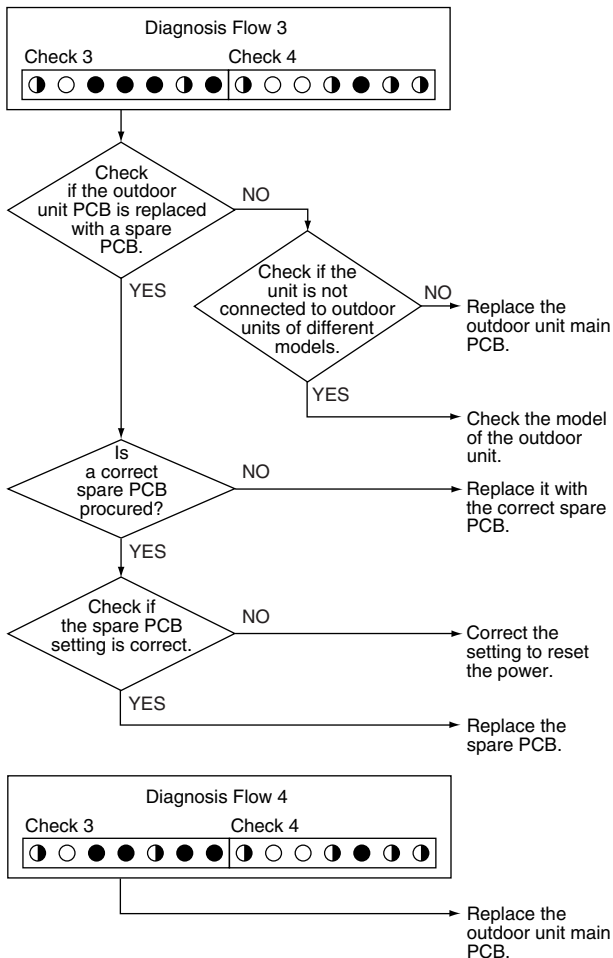 Diagnosis Flow 3
Check 3
Check 4
Check
if the outdoor
unit PCB is replaced
with a spare
PCB.
NO
YES
Check if the
unit is not
connected to outdoor
units of different
models.
NO
Replace the
outdoor unit main
PCB.
YES
Check the model
of the outdoor
unit.
Is
a correct
spare PCB
procured?
NO
Replace it with
the correct spare
PCB.
YES
Check if
the spare PCB
setting is correct.
NO
Correct the
setting to reset
the power.
YES
Replace the
spare PCB.
Diagnosis Flow 4
Check 3
Check 4
Replace the
outdoor unit main
PCB.